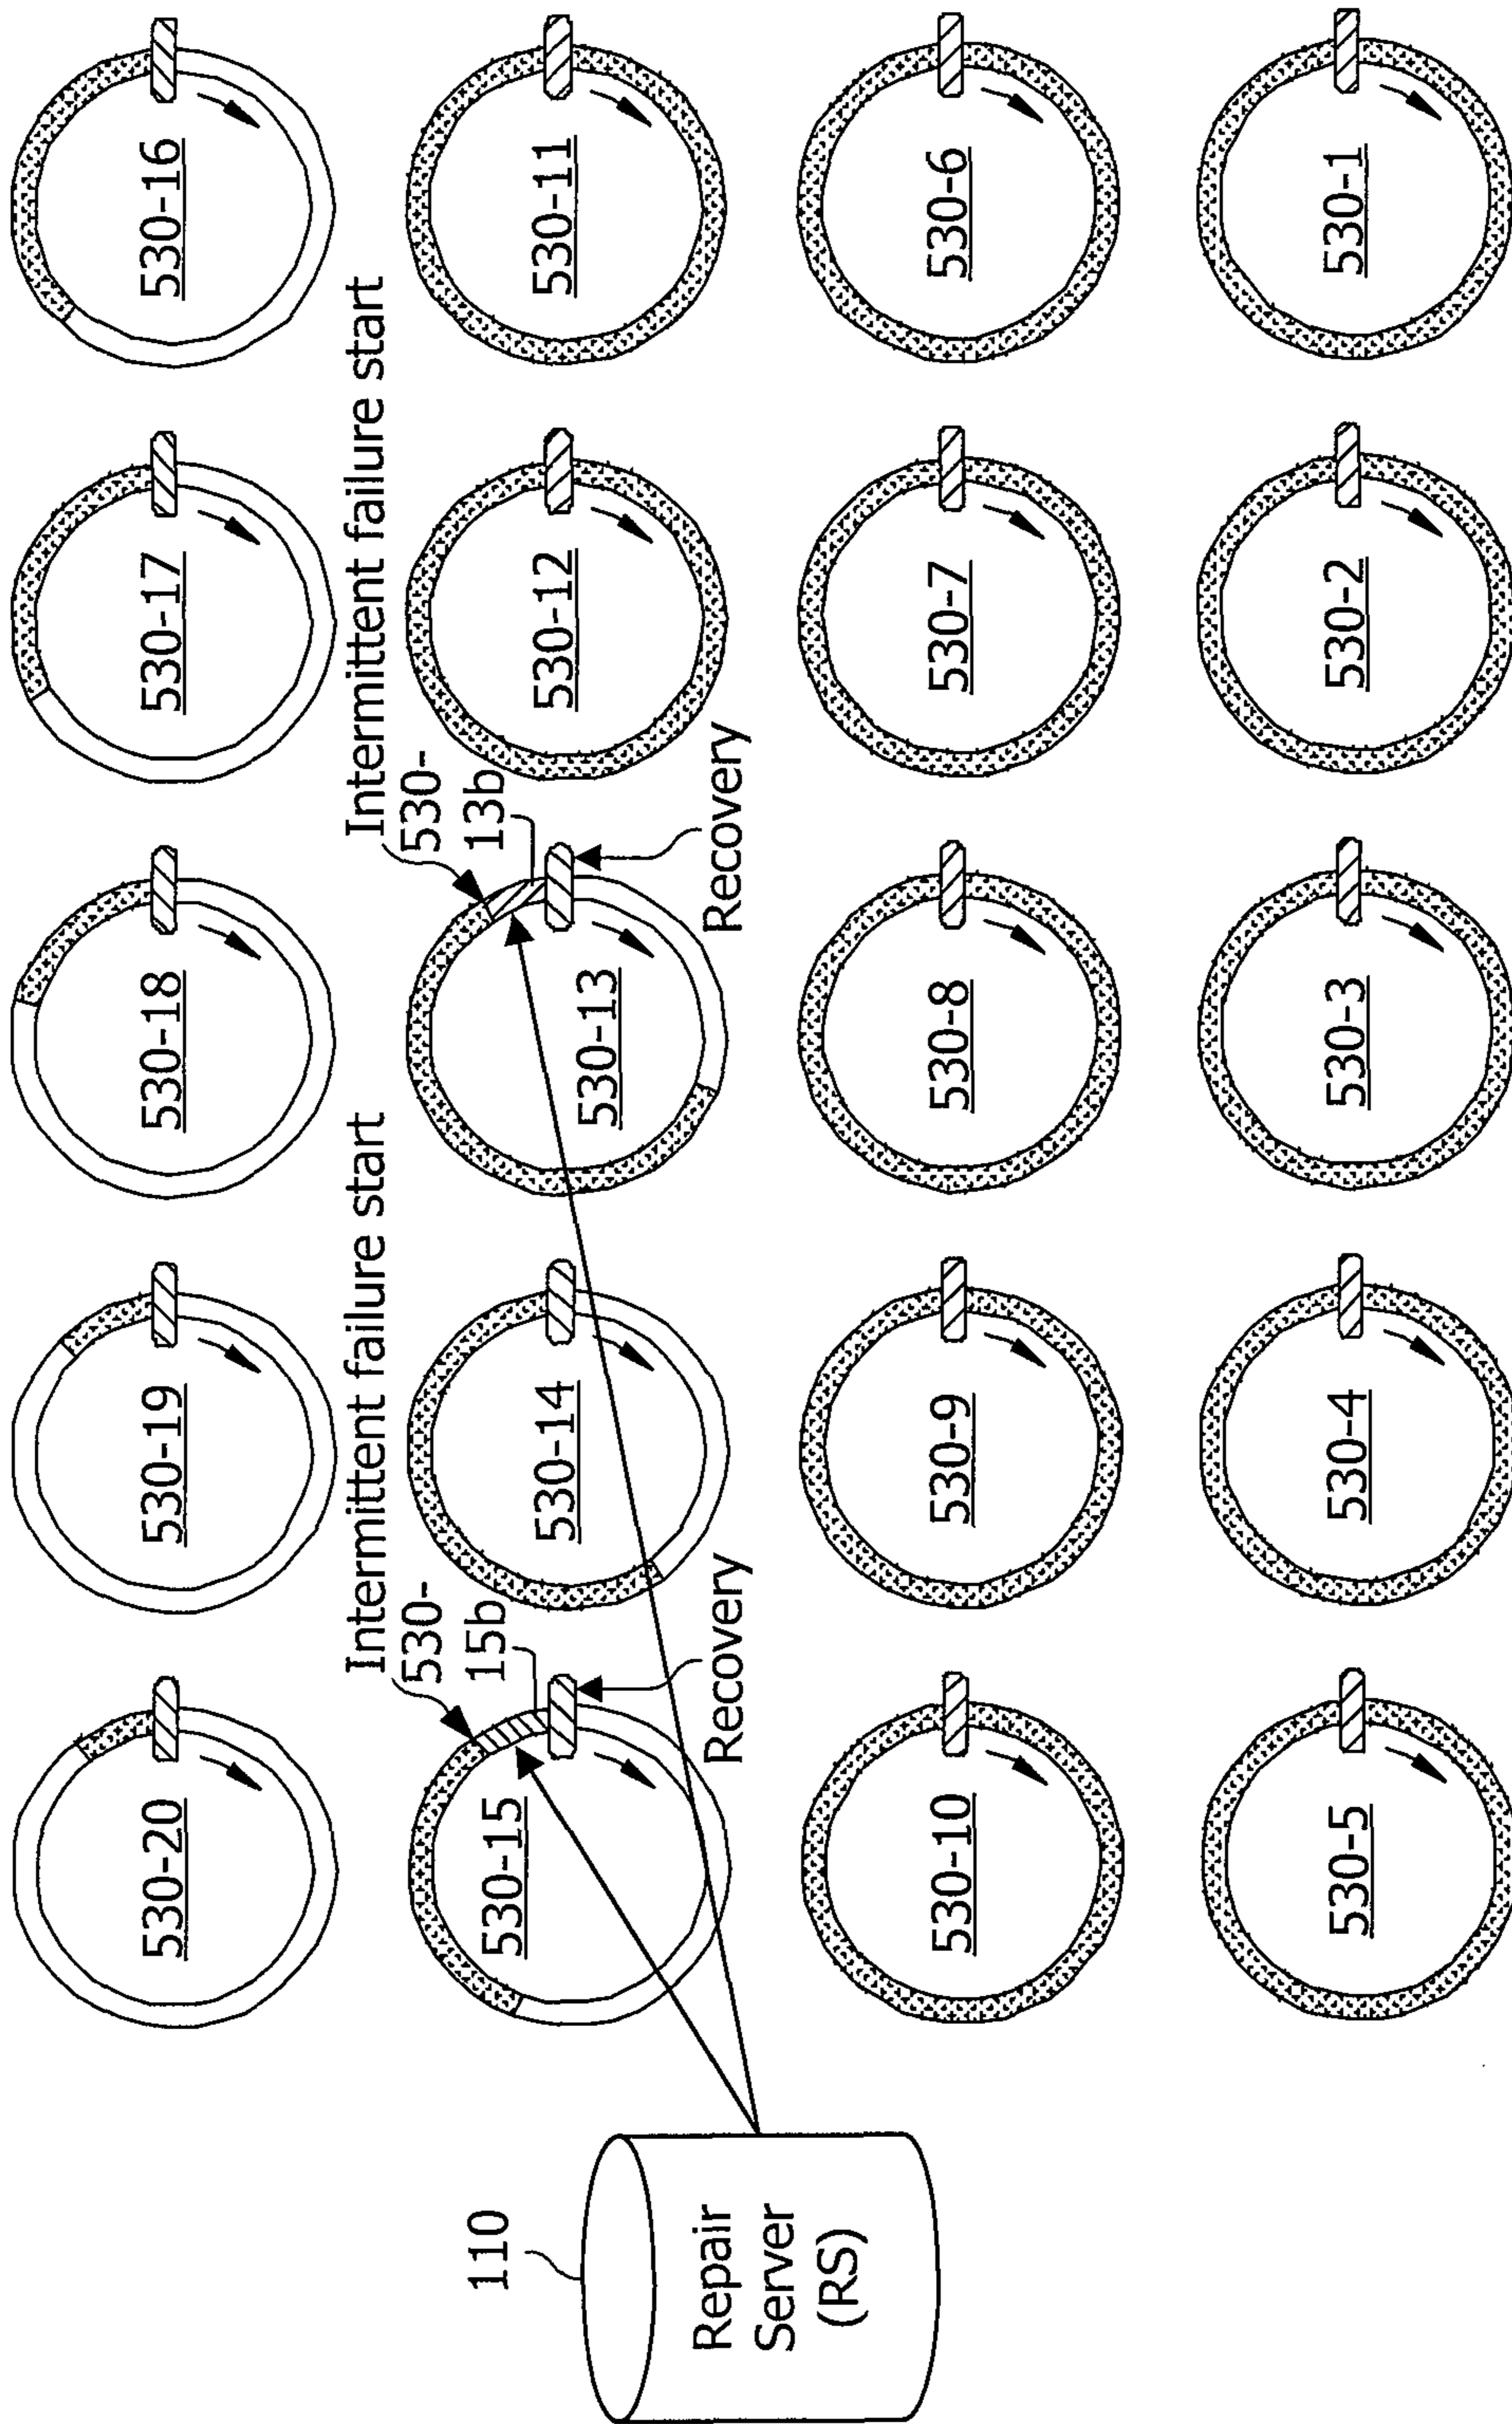 530-20
530-19
530-18
530-17
530-16
Intermittent failure start
Intermittent failure start
530-
15b
530-
13b
110
530-15
530-14
530-13
530-12
530-11
Recovery
Recovery
Repair
Server
(RS)
530-10
530-9
530-8
530-7
530-6
530-5
530-4
530-3
530-2
530-1